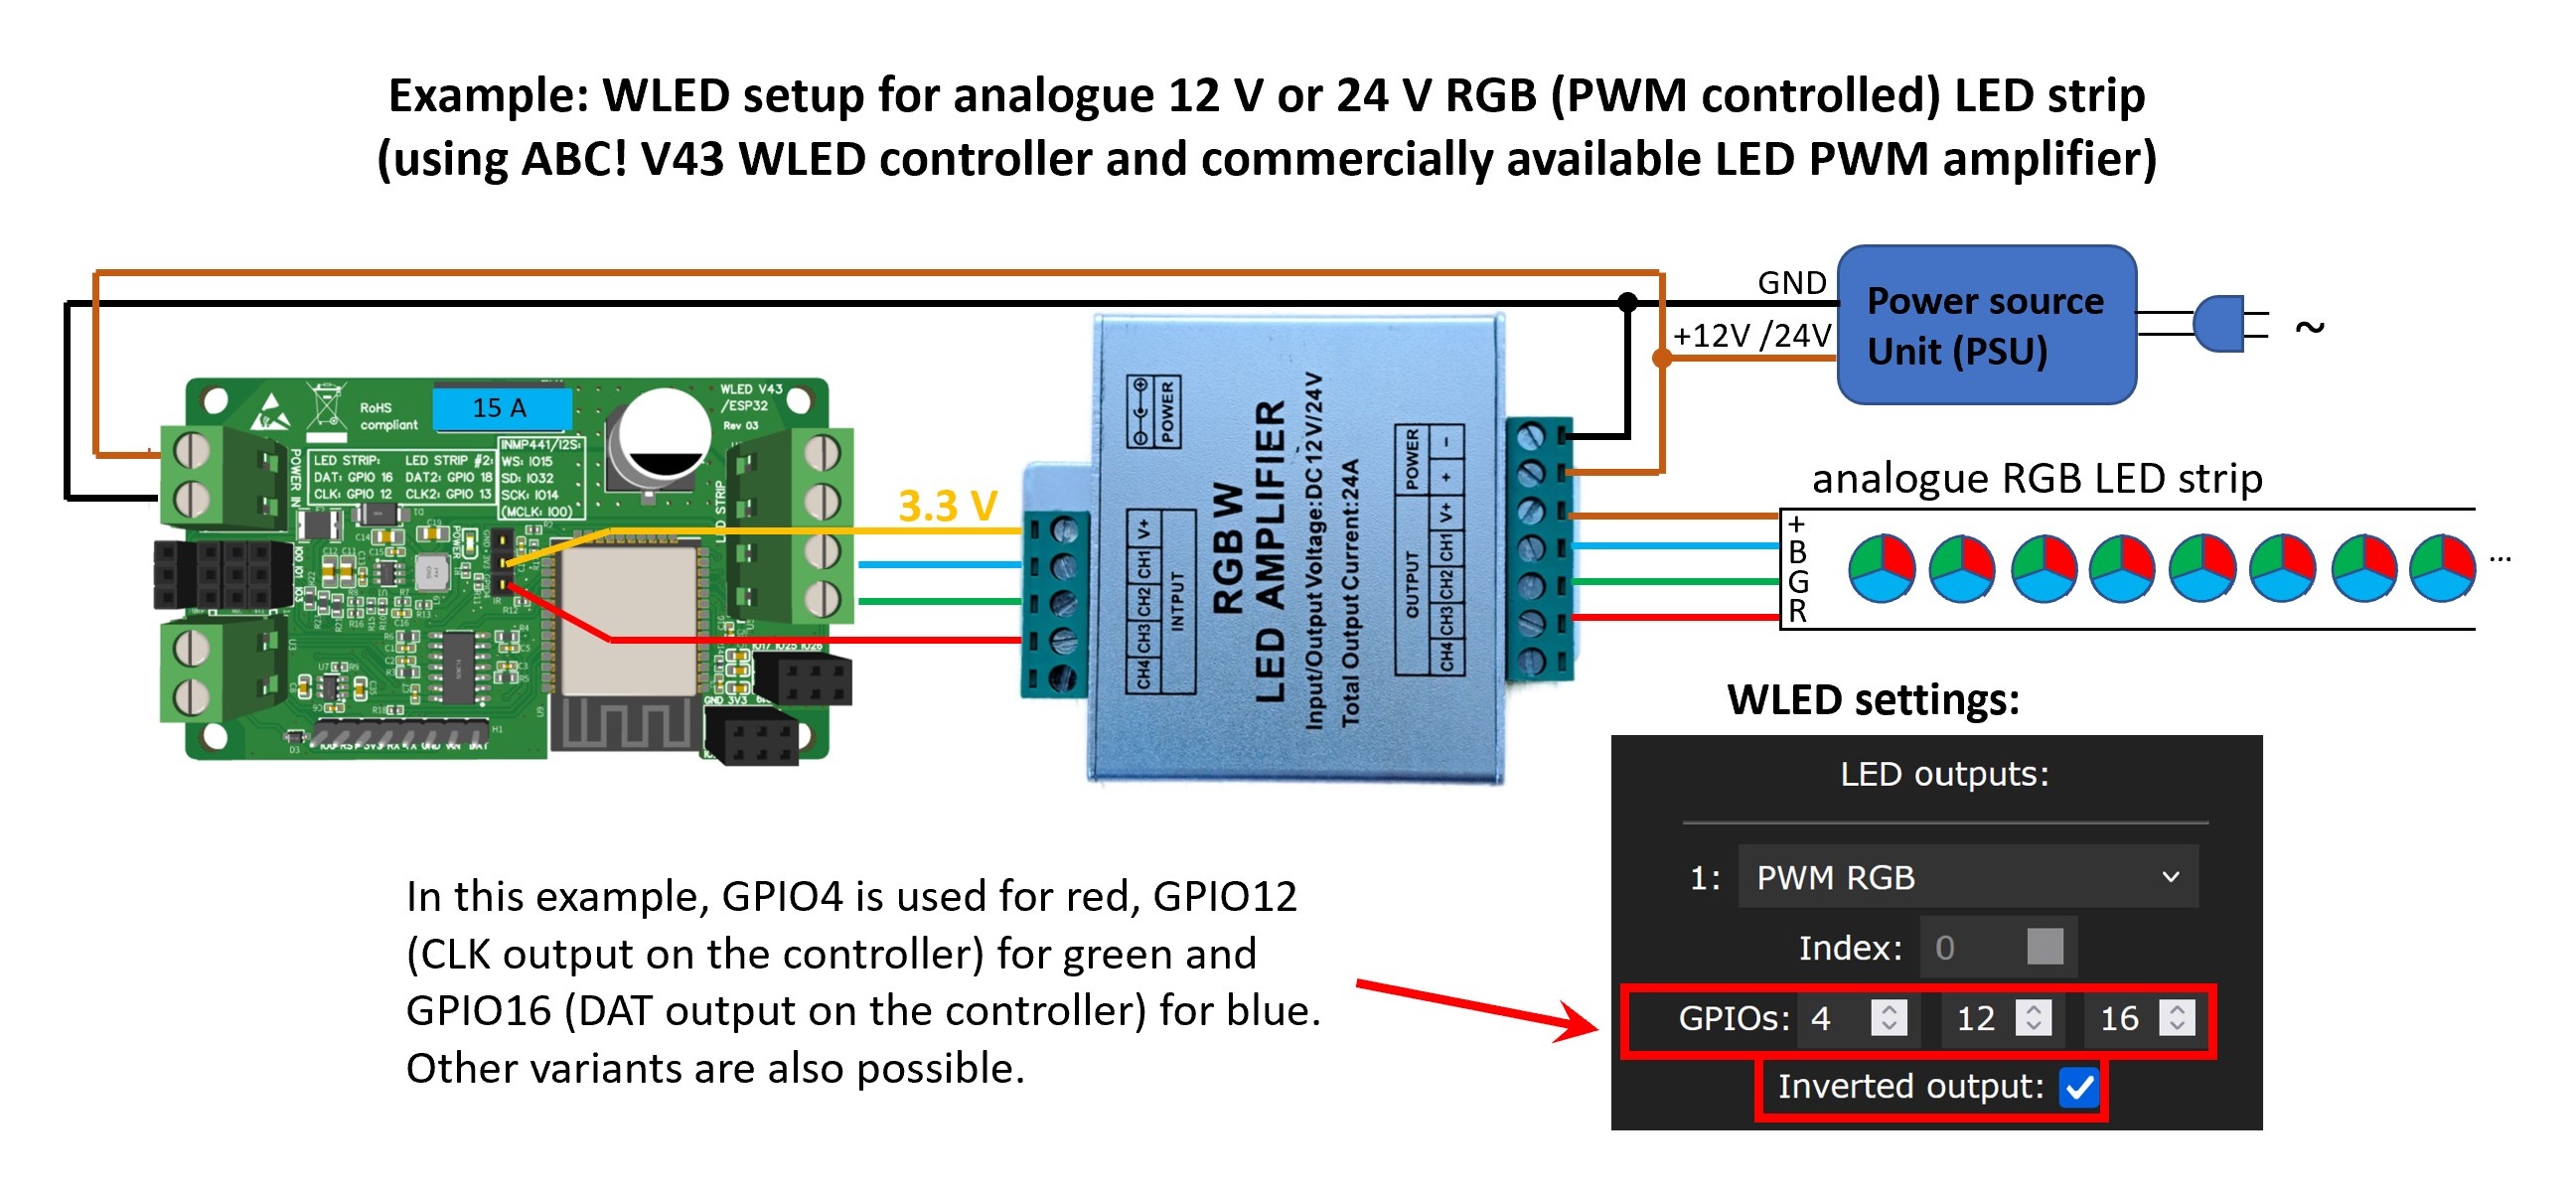 Example: WLED setup for analogue 12 V or 24 V RGB (PWM controlled) LED strip
(using ABC! V43 WLED controller and commercially available LED PWM amplifier)
GND
+12V /24V
Power source
Unit (PSU)
~
RoHS
compliant
15 A
WLED V43
/ESP32
Rev 03
POWER IN
LED STRIP:
DAT: GPIO 16
CLK: GPIO 12
LED STRIP #2:
DAT2: GPIO 18
CLK2: GPIO 13
INMP441/I2S:
WS: IO15
SD: IO32
SCK: IO14
(MCLK: IO0)
LED STRIP
3.3 V
POWER
V+
CH1
CH2
CH3
CH4
INTPUT
RGBW
LED AMPLIFIER
Input/Output Voltage:DC12V/24V
Total Output Current:24A
POWER
- +
OUTPUT
V+
CH1
CH2
CH3
CH4
analogue RGB LED strip
+
B
G
R
...
IO17 IO25 IO26
GND 3V3
WLED settings:
LED outputs:
1: PWM RGB
Index: 0
GPIOs: 4 12 16
Inverted output:
In this example, GPIO4 is used for red, GPIO12
(CLK output on the controller) for green and
GPIO16 (DAT output on the controller) for blue.
Other variants are also possible.